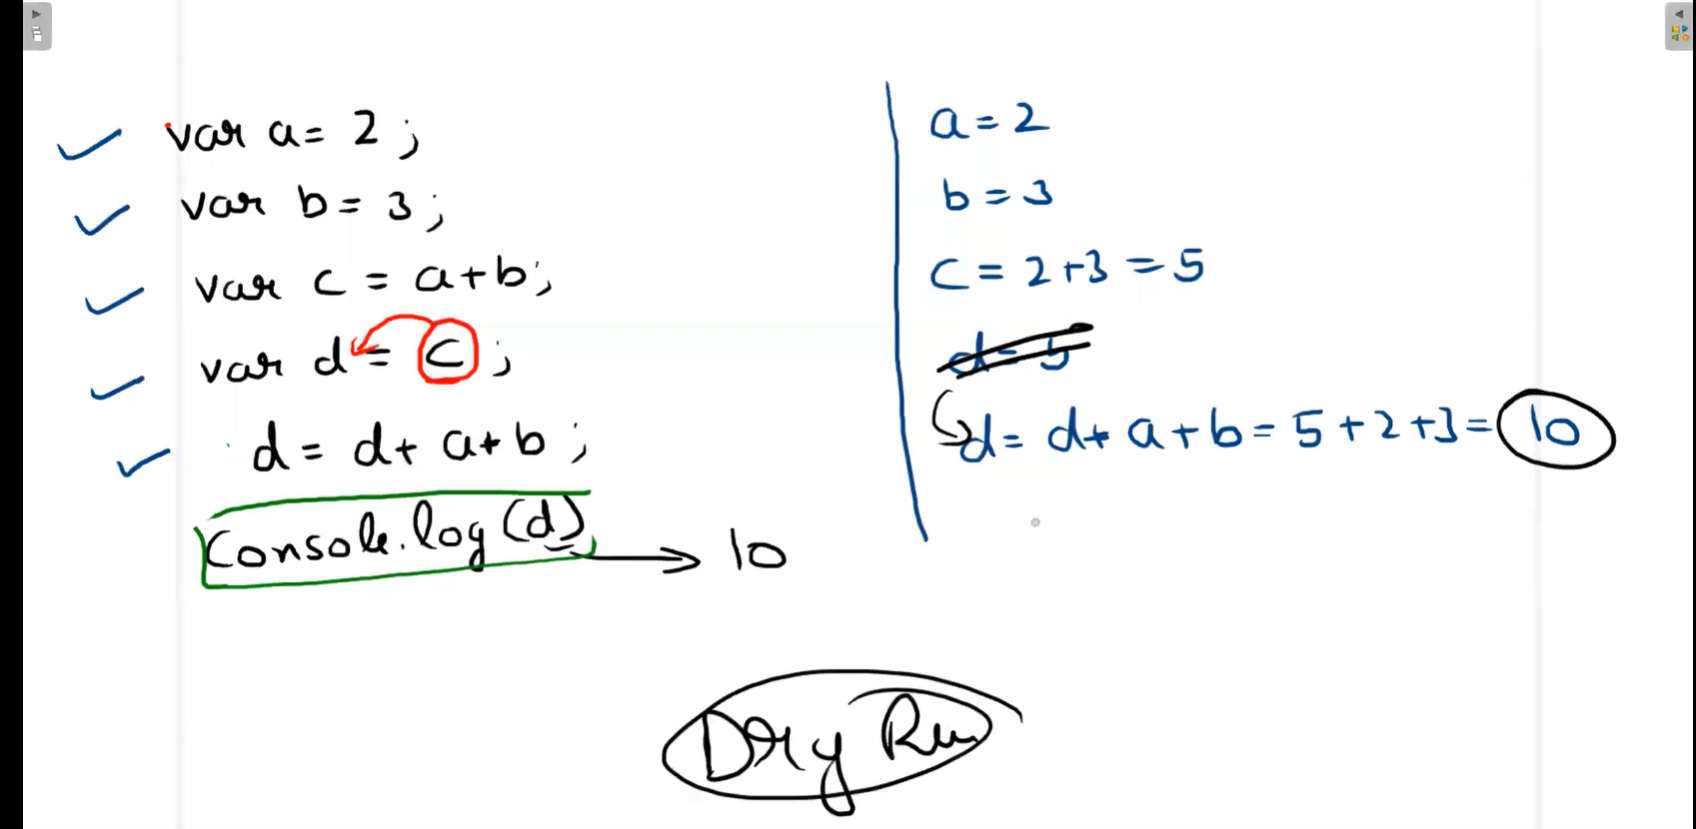 var a = 2 ;
var b = 3 ;
var c = a + b ;
var d = c ;
d = d + a + b ;
Console.log (d) → 10
a = 2
b = 3
c = 2 + 3 = 5
d = 5
d = d + a + b = 5 + 2 + 3 = 10
Dry Run